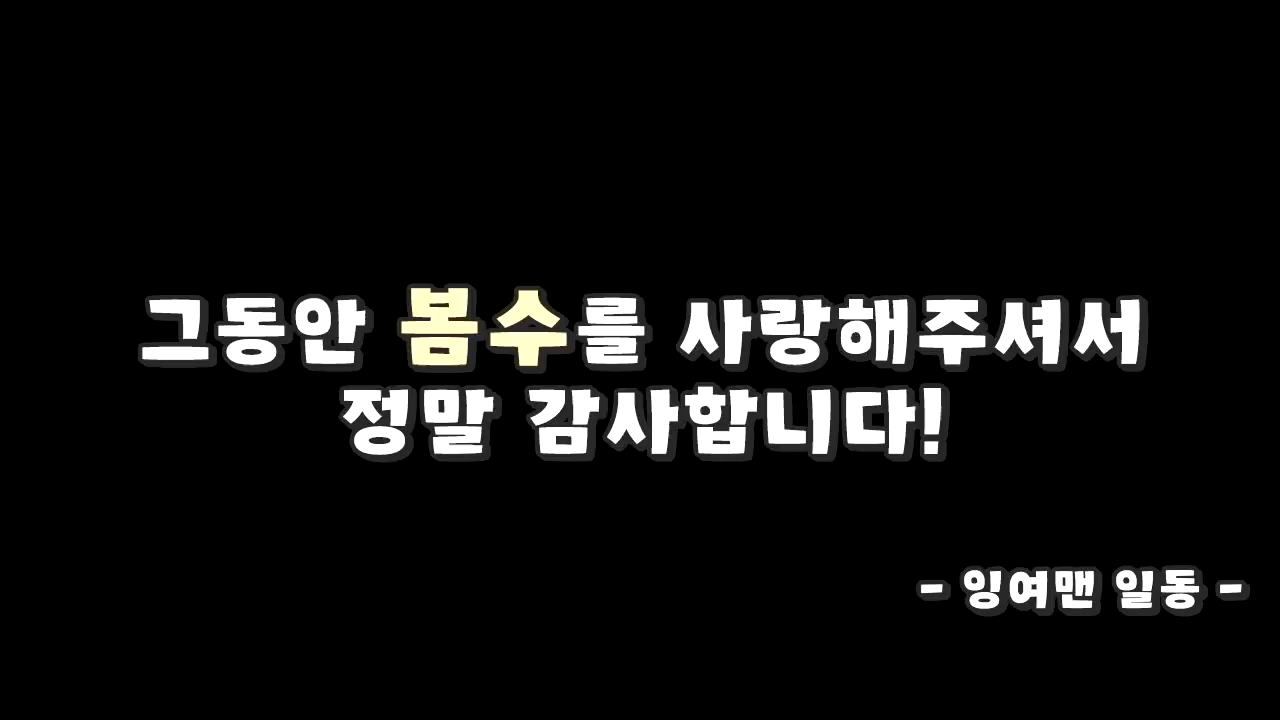 그동안 봄수를 사랑해주셔서
정말 감사합니다!
- 잉여맨 일동 -